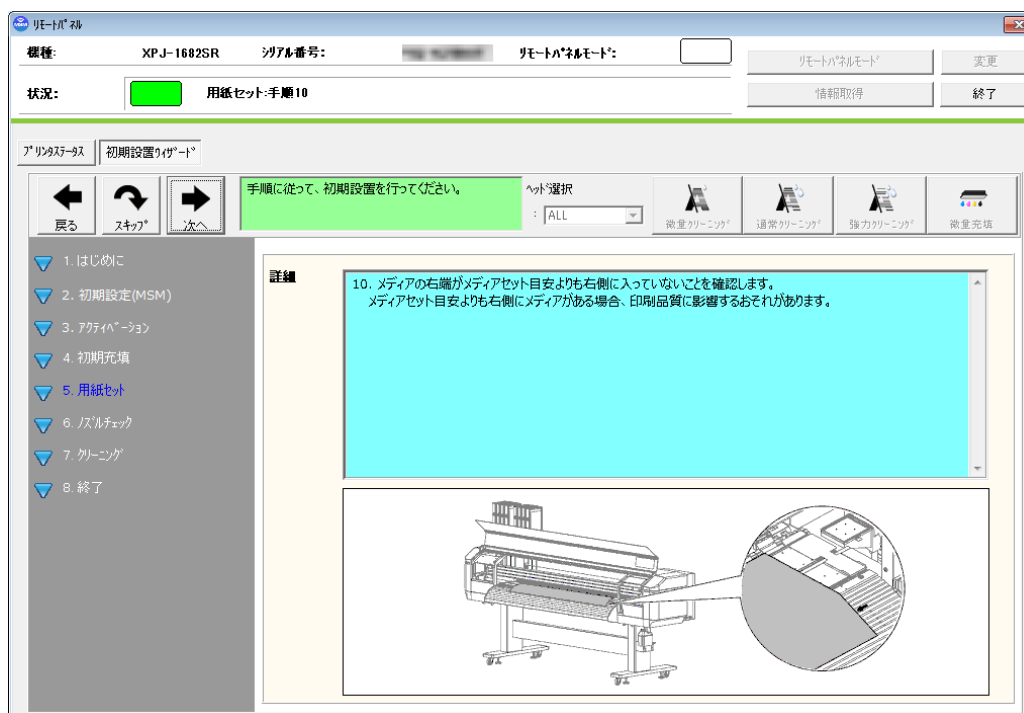 リモートパネル
機種: XPJ-1682SR シリアル番号: リモートパネルモード:
リモートパネルモード 変更
状況: 用紙セット:手順10
情報取得 終了
プリンタステータス 初期設置ウィザード
戻る スキップ 次へ
手順に従って、初期設置を行ってください。
ヘッド選択
: ALL
微量クリーニング 通常クリーニング 強力クリーニング 微量充填
1.はじめに
2.初期設定(MSM)
3.アクティベーション
4.初期充填
5.用紙セット
6.ノズルチェック
7.クリーニング
8.終了
詳細
10. メディアの右端がメディアセット目安よりも右側に入っていないことを確認します。
メディアセット目安よりも右側にメディアがある場合、印刷品質に影響するおそれがあります。